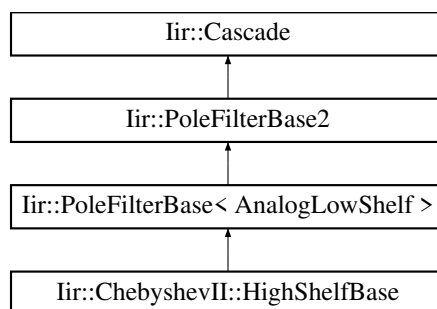 Iir::Cascade
Iir::PoleFilterBase2
Iir::PoleFilterBase< AnalogLowShelf >
Iir::ChebyshevII::HighShelfBase